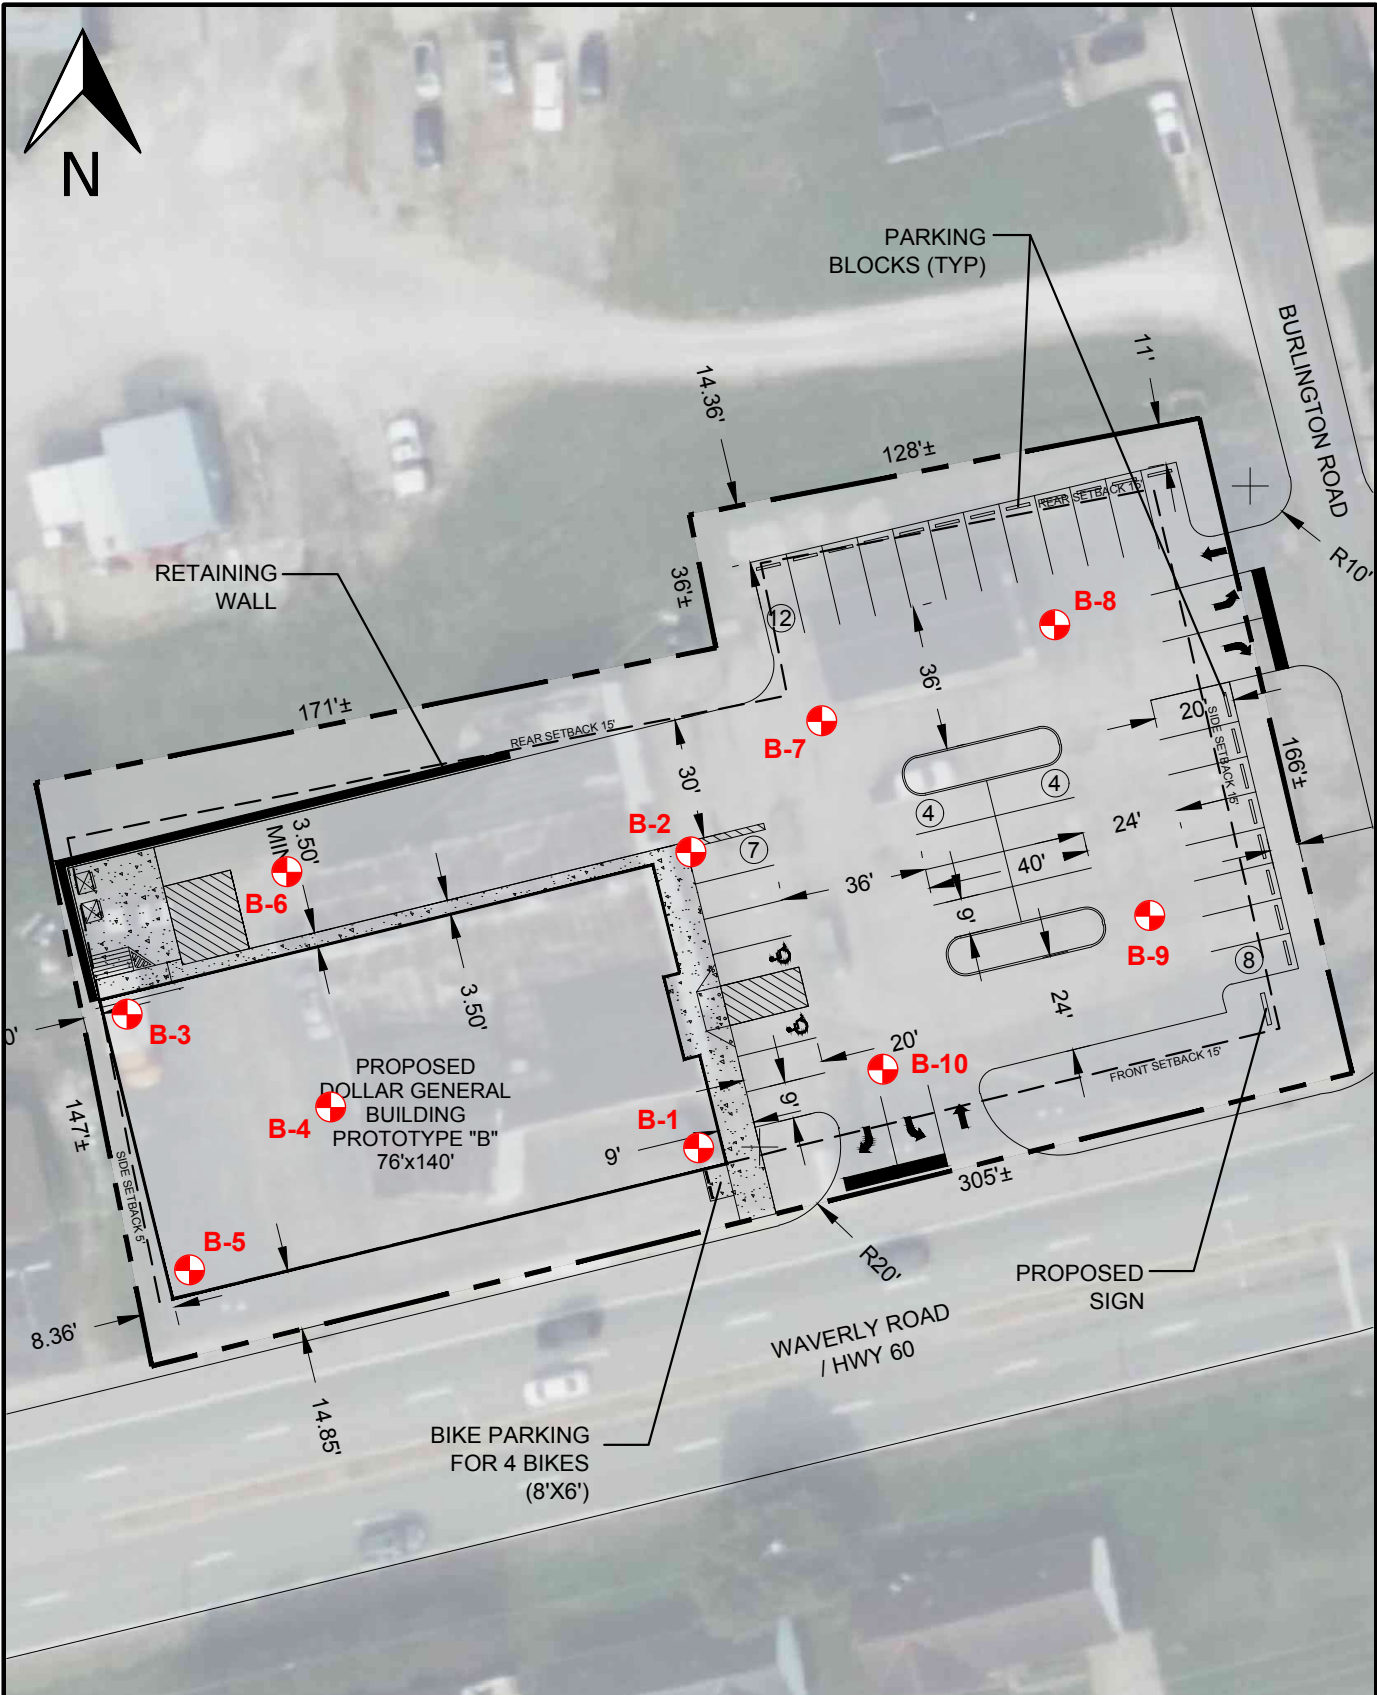 N
PARKING
BLOCKS (TYP)
BURLINGTON ROAD
11'
14.36'
128'±
REAR SETBACK 15'
R10'
RETAINING
WALL
36'±
12
B-8
171'±
REAR SETBACK 15'
36'
B-7
20'
SIDE SETBACK 15'
166'±
30'
4
4
B-2
7
24'
3.50'
MIN
B-6
36'
40'
9'
B-9
8
3.50'
24'
0'
B-3
PROPOSED
DOLLAR GENERAL
BUILDING
PROTOTYPE "B"
76'x140'
B-4
20'
B-10
FRONT SETBACK 15'
9'
B-1
9'
147'±
SIDE SETBACK 5'
305'±
B-5
R20'
PROPOSED
SIGN
8.36'
WAVERLY ROAD
/ HWY 60
14.85'
BIKE PARKING
FOR 4 BIKES
(8'X6')